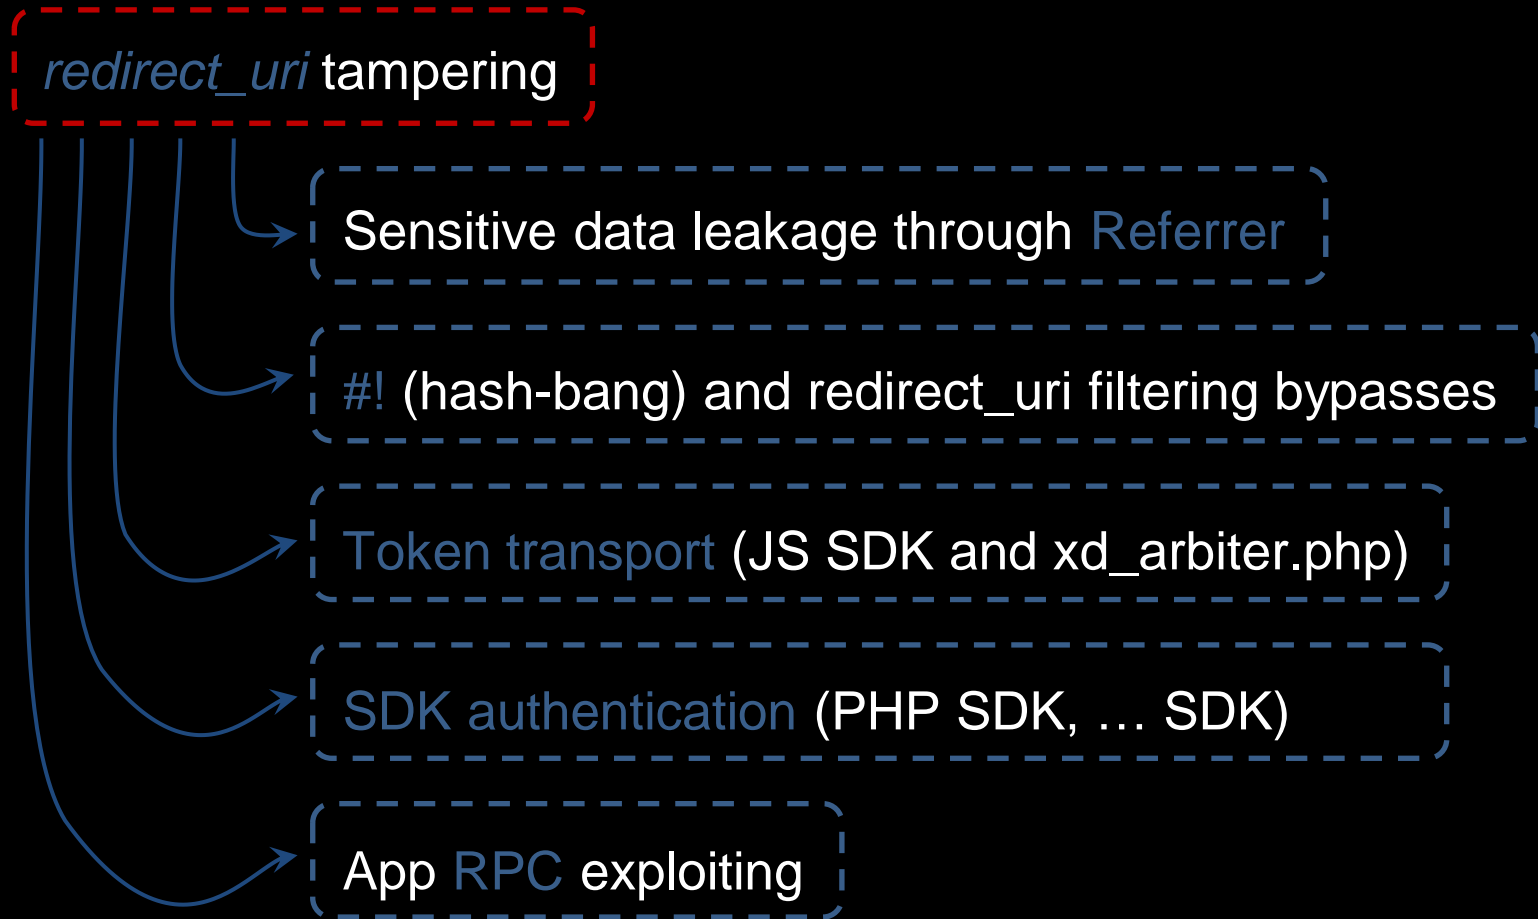 redirect_uri tampering
Sensitive data leakage through Referrer
#! (hash-bang) and redirect_uri filtering bypasses
Token transport (JS SDK and xd_arbiter.php)
SDK authentication (PHP SDK, … SDK)
App RPC exploiting